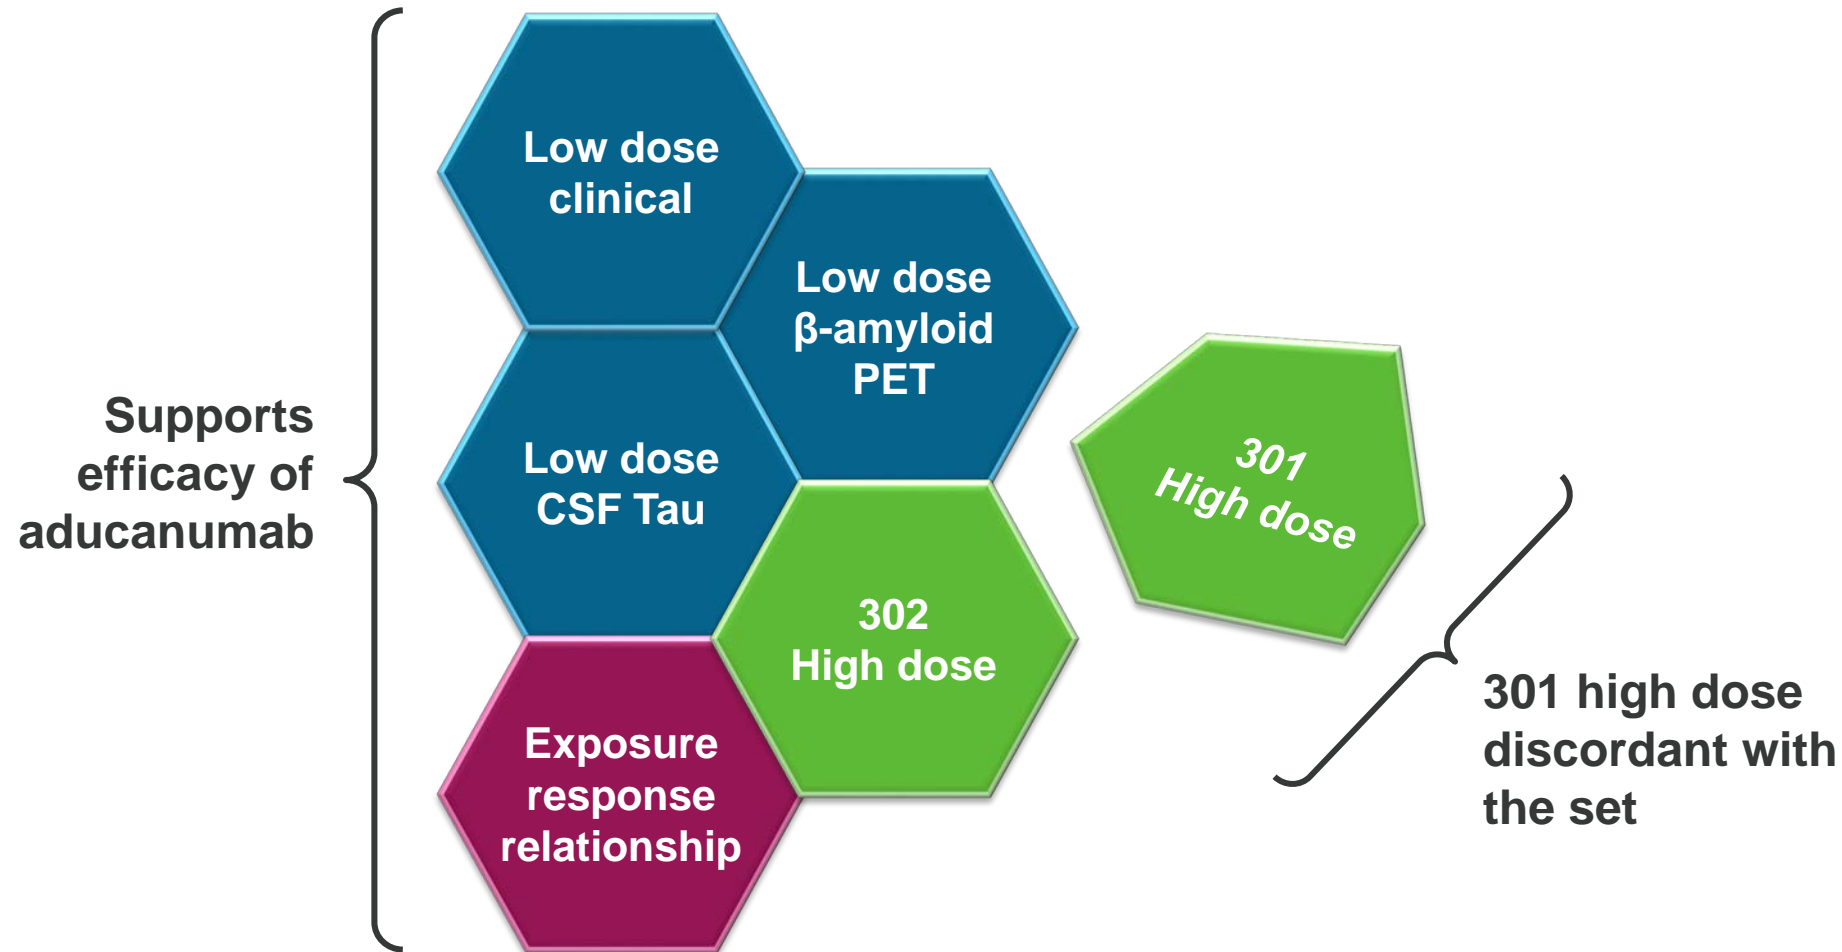 Supports
efficacy of
aducanumab
Low dose
clinical
Low dose
β-amyloid
PET
Low dose
CSF Tau
302
High dose
Exposure
response
relationship
301
High dose
301 high dose
discordant with
the set